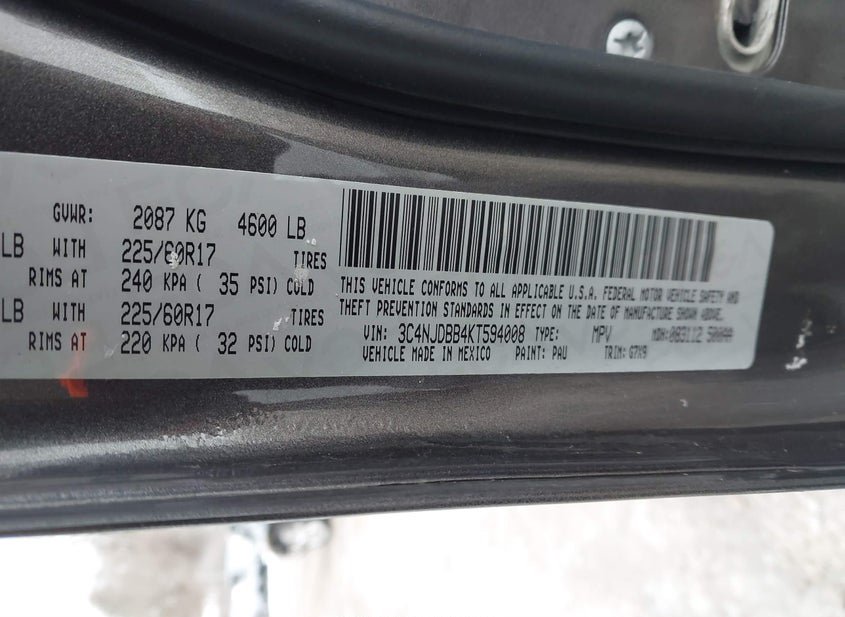 GVWR: 2087 KG 4600 LB
LB WITH 225/60R17 TIRES
RIMS AT 240 KPA ( 35 PSI) COLD
LB WITH 225/60R17 TIRES
RIMS AT 220 KPA ( 32 PSI) COLD
THIS VEHICLE CONFORMS TO ALL APPLICABLE U.S.A. FEDERAL MOTOR VEHICLE SAFETY AND
THEFT PREVENTION STANDARDS IN EFFECT ON THE DATE OF MANUFACTURE SHOWN ABOVE.
VIN: 3C4NJDBB4KT594008 TYPE: MPV MDH:
VEHICLE MADE IN MEXICO PAINT: PAU TRIM: